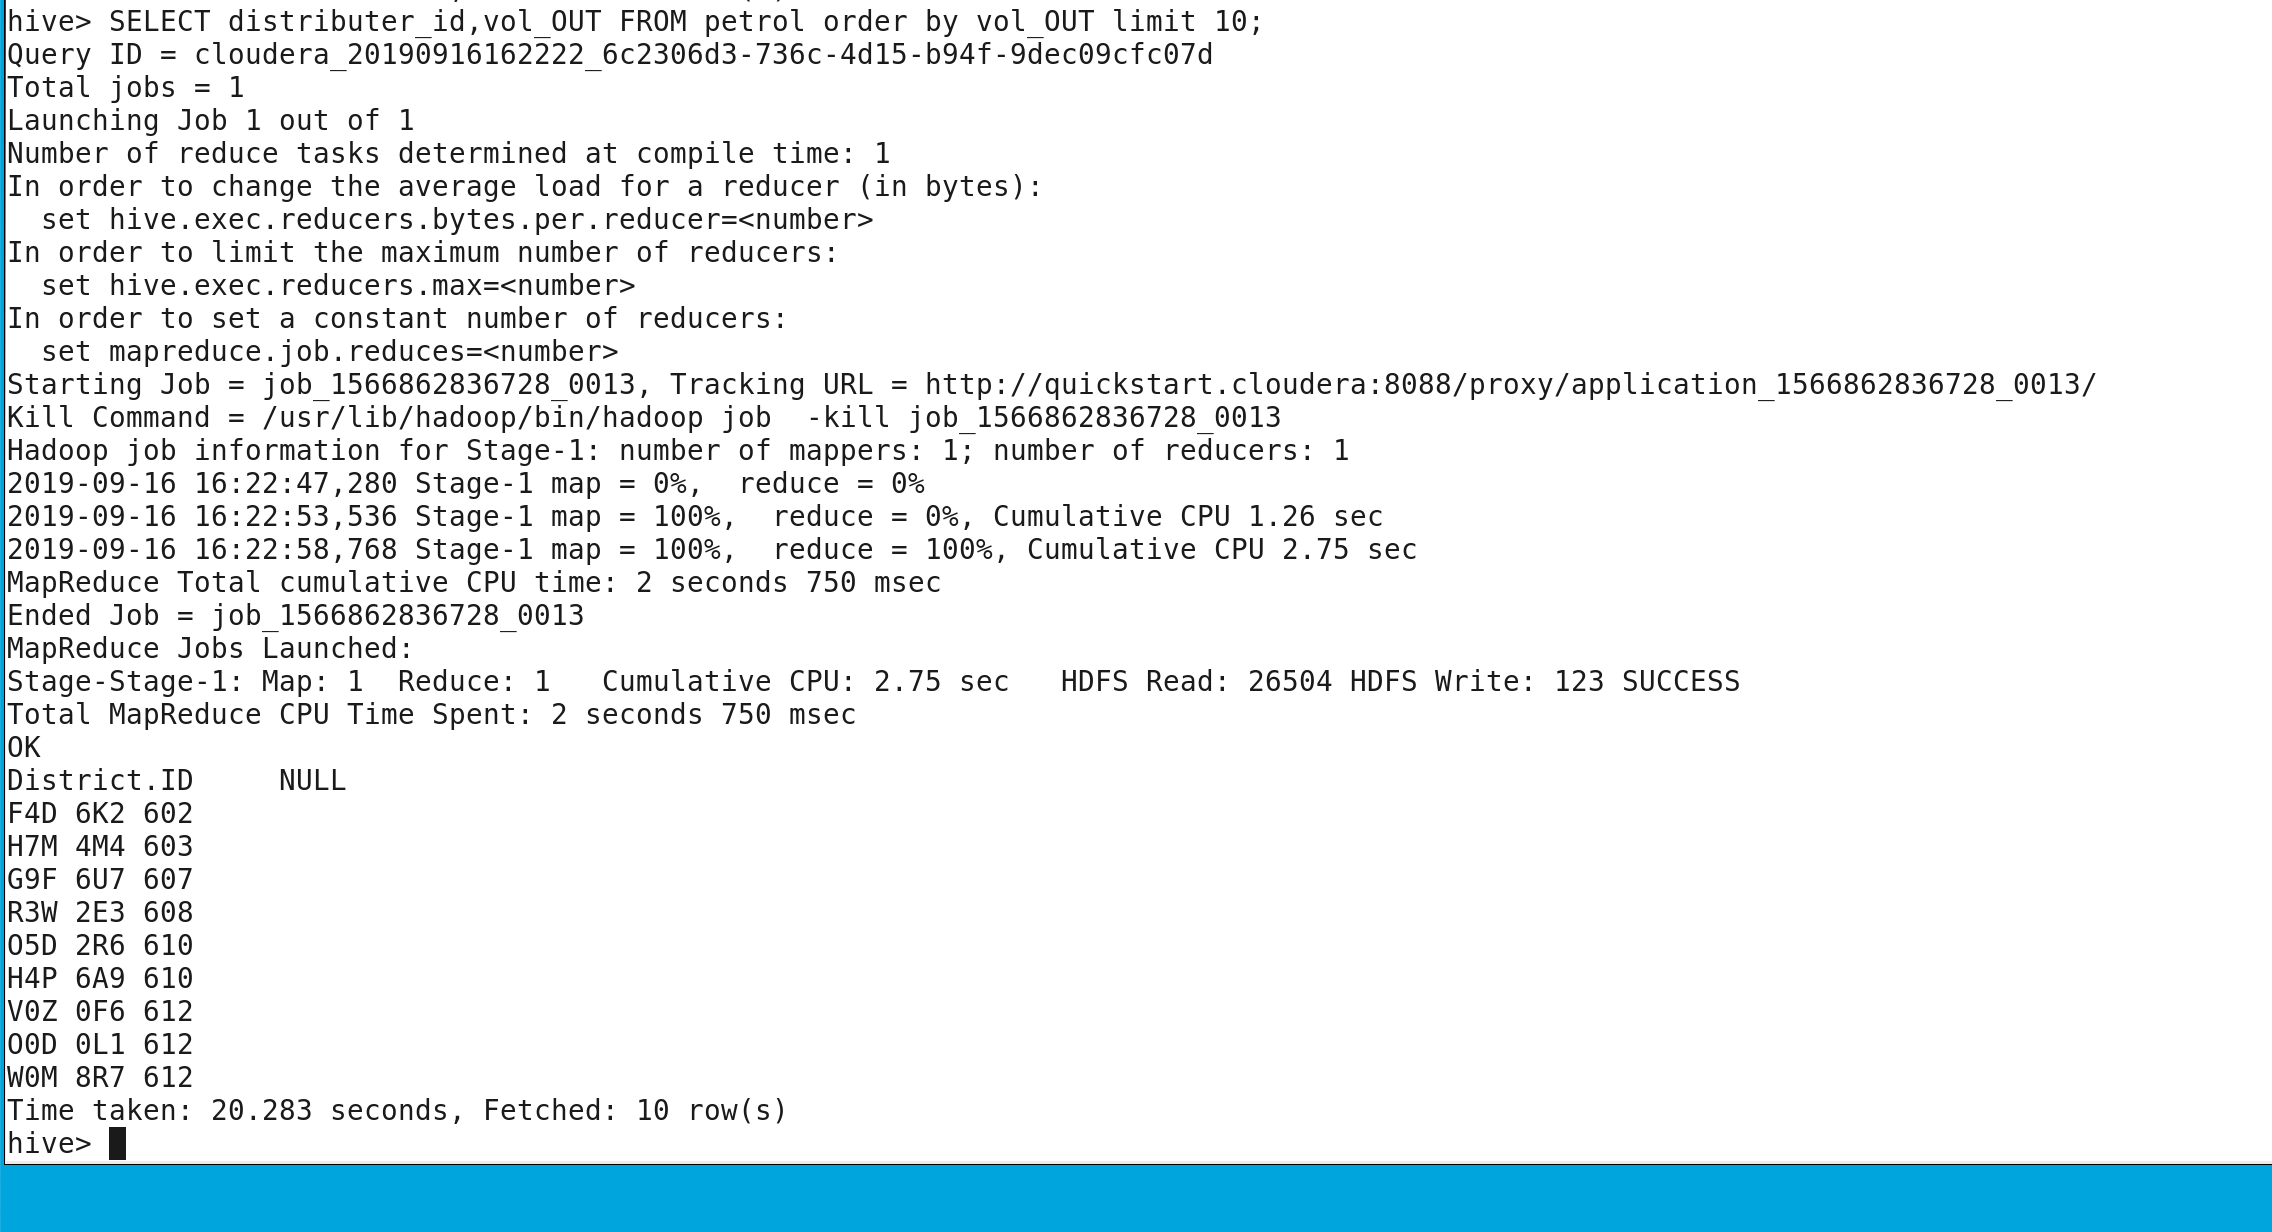 hive> SELECT distributer_id,vol_OUT FROM petrol order by vol_OUT limit 10;
Query ID = cloudera_20190916162222_6c2306d3-736c-4d15-b94f-9dec09cfc07d
Total jobs = 1
Launching Job 1 out of 1
Number of reduce tasks determined at compile time: 1
In order to change the average load for a reducer (in bytes):
  set hive.exec.reducers.bytes.per.reducer=<number>
In order to limit the maximum number of reducers:
  set hive.exec.reducers.max=<number>
In order to set a constant number of reducers:
  set mapreduce.job.reduces=<number>
Starting Job = job_1566862836728_0013, Tracking URL = http://quickstart.cloudera:8088/proxy/application_1566862836728_0013/
Kill Command = /usr/lib/hadoop/bin/hadoop job  -kill job_1566862836728_0013
Hadoop job information for Stage-1: number of mappers: 1; number of reducers: 1
2019-09-16 16:22:47,280 Stage-1 map = 0%,  reduce = 0%
2019-09-16 16:22:53,536 Stage-1 map = 100%,  reduce = 0%, Cumulative CPU 1.26 sec
2019-09-16 16:22:58,768 Stage-1 map = 100%,  reduce = 100%, Cumulative CPU 2.75 sec
MapReduce Total cumulative CPU time: 2 seconds 750 msec
Ended Job = job_1566862836728_0013
MapReduce Jobs Launched:
Stage-Stage-1: Map: 1  Reduce: 1   Cumulative CPU: 2.75 sec   HDFS Read: 26504 HDFS Write: 123 SUCCESS
Total MapReduce CPU Time Spent: 2 seconds 750 msec
OK
District.ID     NULL
F4D 6K2 602
H7M 4M4 603
G9F 6U7 607
R3W 2E3 608
O5D 2R6 610
H4P 6A9 610
V0Z 0F6 612
O0D 0L1 612
W0M 8R7 612
Time taken: 20.283 seconds, Fetched: 10 row(s)
hive>